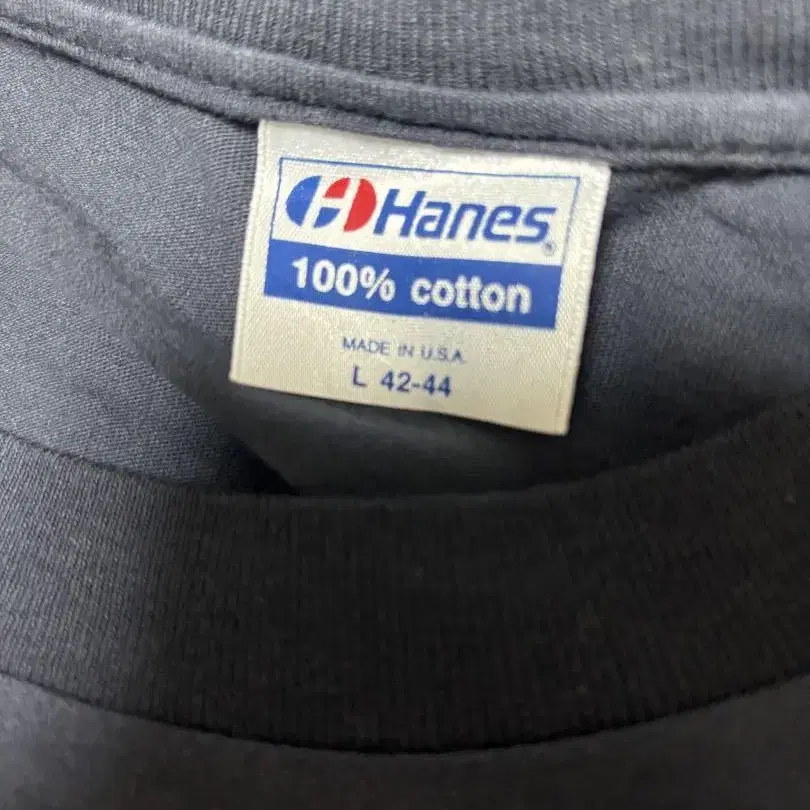 Hanes®
100% cotton
MADE IN U.S.A.
L 42-44